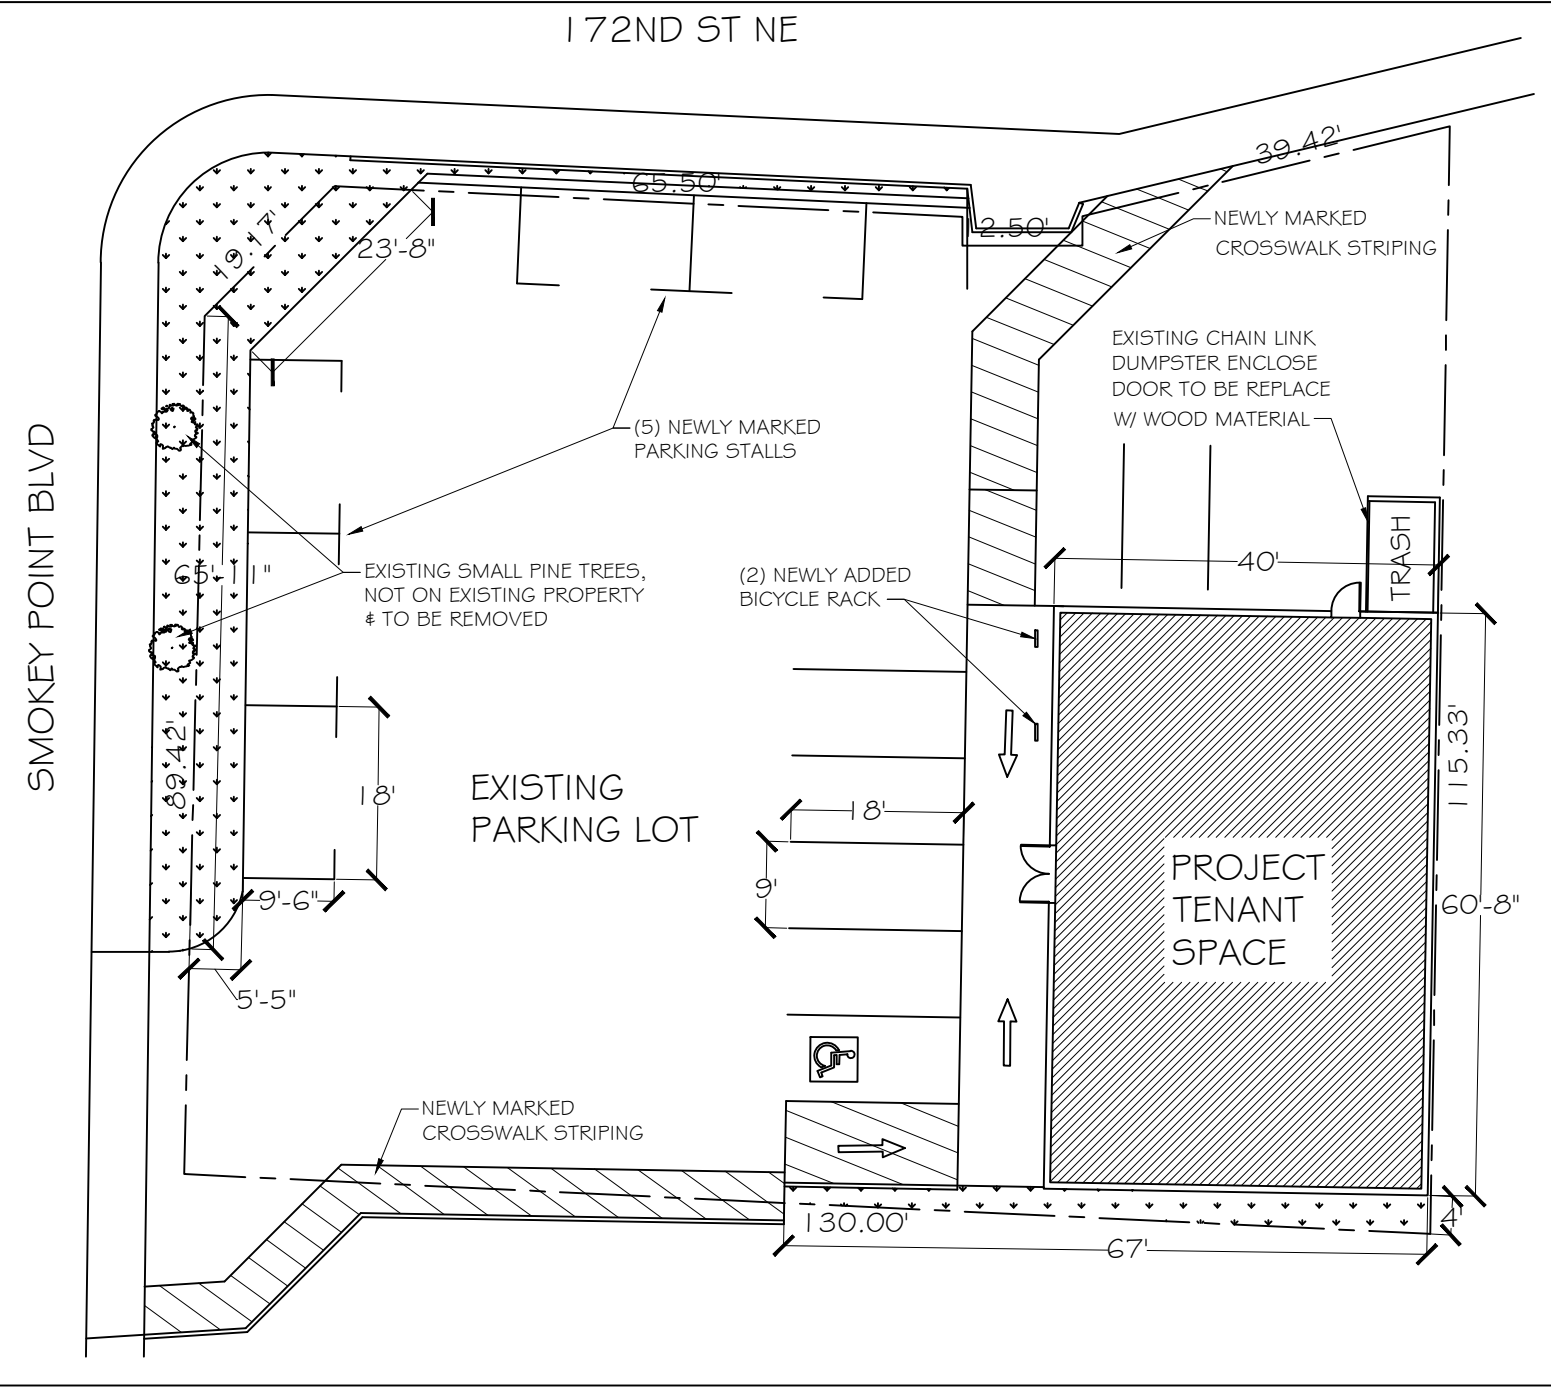 172ND ST NE
39.42'
65.50'
2.50'
19.17'
23'-8"
NEWLY MARKED
CROSSWALK STRIPING
EXISTING CHAIN LINK
DUMPSTER ENCLOSE
DOOR TO BE REPLACE
W/ WOOD MATERIAL
(5) NEWLY MARKED
PARKING STALLS
SMOKEY POINT BLVD
TRASH
40'
65'-11"
EXISTING SMALL PINE TREES,
NOT ON EXISTING PROPERTY
& TO BE REMOVED
(2) NEWLY ADDED
BICYCLE RACK
89.42'
18'
115.33'
EXISTING
PARKING LOT
18'
9'
PROJECT
TENANT
SPACE
60'-8"
9'-6"
5'-5"
NEWLY MARKED
CROSSWALK STRIPING
130.00'
4'
67'